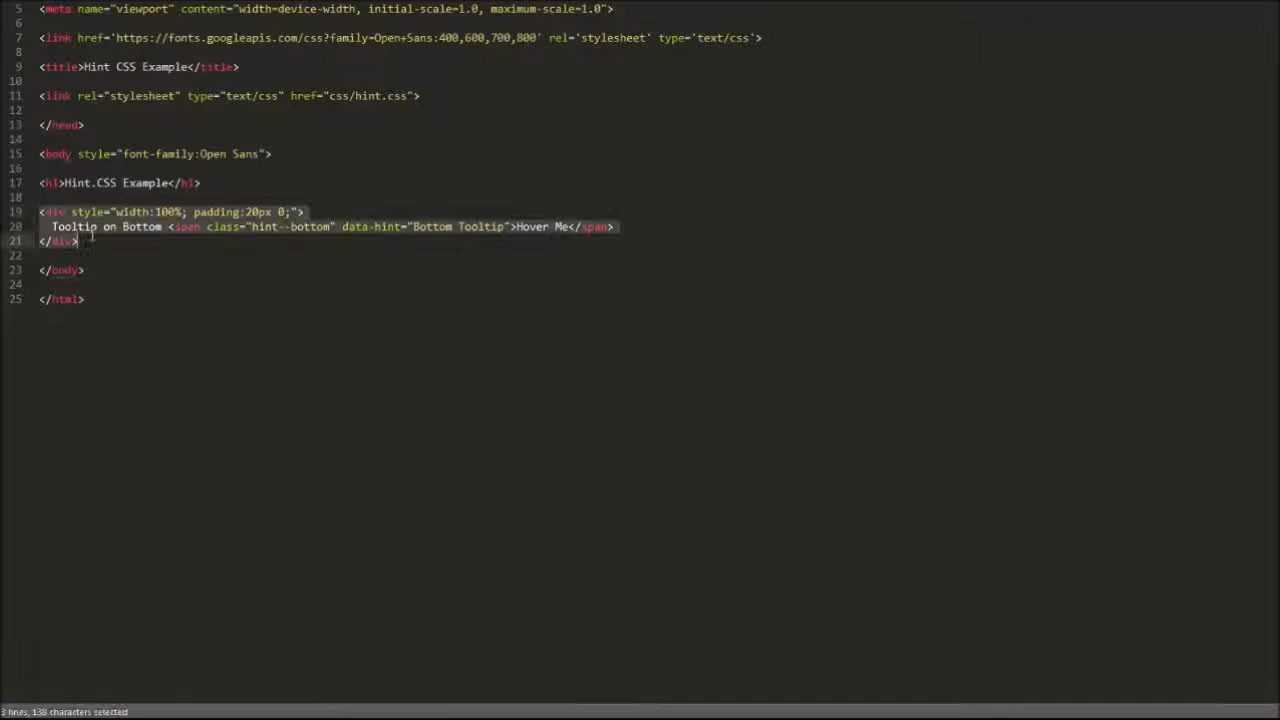 5 <meta name="viewport" content="width=device-width, initial-scale=1.0, maximum-scale=1.0">
6
7 <link href='https://fonts.googleapis.com/css?family=Open+Sans:400,600,700,800' rel='stylesheet' type='text/css'>
8
9 <title>Hint CSS Example</title>
10
11 <link rel="stylesheet" type="text/css" href="css/hint.css">
12
13 </head>
14
15 <body style="font-family:Open Sans">
16
17 <h1>Hint.CSS Example</h1>
18
19 <div style="width:100%; padding:20px 0;">
20 Tooltip on Bottom <span class="hint--bottom" data-hint="Bottom Tooltip">Hover Me</span>
21 </div>
22
23 </body>
24
25 </html>
3 lines, 138 characters selected